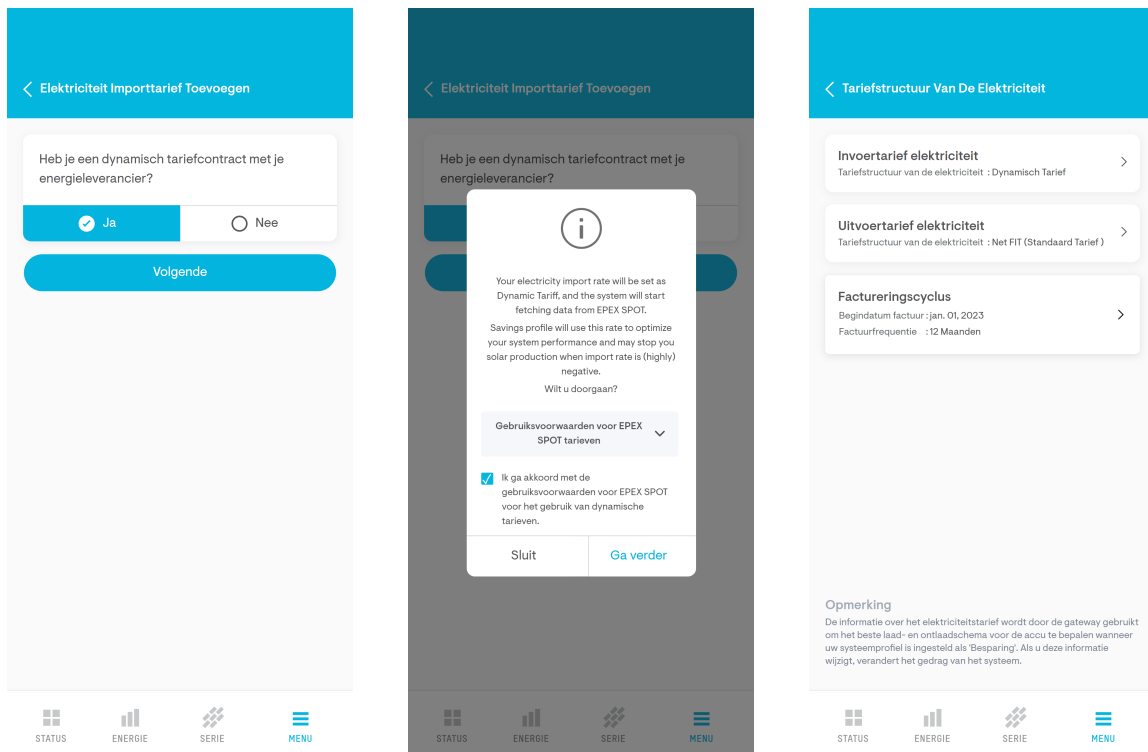 Elektriciteit Importtarief Toevoegen
Heb je een dynamisch tariefcontract met je
energieleverancier?
Ja
Nee
Volgende
STATUS
ENERGIE
SERIE
MENU
Elektriciteit Importtarief Toevoegen
Heb je een dynamisch tariefcontract met je
energieleverancier?
Your electricity import rate will be set as
Dynamic Tariff, and the system will start
fetching data from EPEX SPOT.
Savings profile will use this rate to optimize
your system performance and may stop you
solar production when import rate is (highly)
negative.
Wilt u doorgaan?
Gebruiksvoorwaarden voor EPEX
SPOT tarieven
Ik ga akkoord met de
gebruiksvoorwaarden voor EPEX SPOT
voor het gebruik van dynamische
tarieven.
Sluit
Ga verder
STATUS
ENERGIE
SERIE
MENU
Tariefstructuur Van De Elektriciteit
Invoertarief elektriciteit
Tariefstructuur van de elektriciteit : Dynamisch Tarief
Uitvoertarief elektriciteit
Tariefstructuur van de elektriciteit : Net FIT (Standaard Tarief )
Factureringscyclus
Begindatum factuur : jan. 01, 2023
Factuurfrequentie : 12 Maanden
Opmerking
De informatie over het elektriciteitstarief wordt door de gateway gebruikt
om het beste laad- en ontlaadschema voor de accu te bepalen wanneer
uw systeemprofiel is ingesteld als 'Besparing'. Als u deze informatie
wijzigt, verandert het gedrag van het systeem.
STATUS
ENERGIE
SERIE
MENU